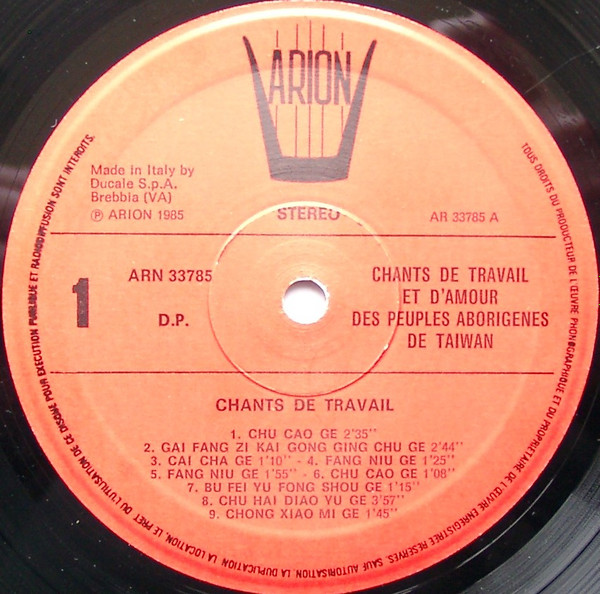 ARION
Made in Italy by
Ducale S.p.A.
Brebbia (VA)
Ⓟ ARION 1985
STEREO
AR 33785 A
1
ARN 33785
D.P.
CHANTS DE TRAVAIL
ET D'AMOUR
DES PEUPLES ABORIGENES
DE TAIWAN
CHANTS DE TRAVAIL
1. CHU CAO GE 2'35"
2. GAI FANG ZI KAI GONG GING CHU GE 2'44"
3. CAI CHA GE 1'10" - 4. FANG NIU GE 1'25"
5. FANG NIU GE 1'55" - 6. CHU CAO GE 1'08"
7. BU FEI YU FONG SHOU GE 1'15"
8. CHU HAI DIAO YU GE 3'57"
9. CHONG XIAO MI GE 1'45"
TOUS DROITS DU PRODUCTEUR DE L'ŒUVRE PHONOGRAPHIQUE ET DU PROPRIETAIRE DE L'ŒUVRE ENREGISTREE RESERVES. SAUF AUTORISATION, LA DUPLICATION, LA LOCATION, LE PRET OU L'UTILISATION DE CE DISQUE POUR EXECUTION PUBLIQUE ET RADIODIFFUSION SONT INTERDITS.